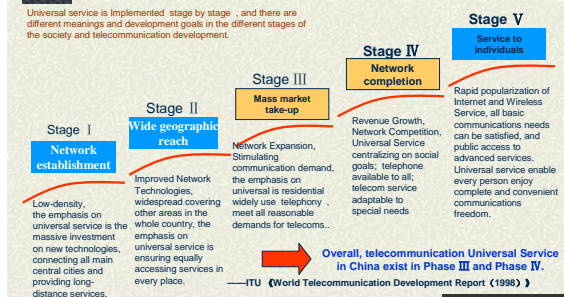 Universal service is Implemented stage by stage , and there are
different meanings and development goals in the different stages of
the society and telecommunication development.
Stage Ⅰ
Network
establishment
Low-density,
the emphasis on
universal service is the
massive investment
on new technologies,
connecting all main
central cities and
providing long-
distance services.
Stage Ⅱ
Wide geographic
reach
Improved Network
Technologies,
widespread covering
other areas in the
whole country, the
emphasis on
universal service is
ensuring equally
accessing services in
every place.
Stage Ⅲ
Mass market
take-up
Network Expansion,
Stimulating
communication demand,
the emphasis on
universal is residential
widely use telephony .
meet all reasonable
demands for telecoms..
Stage Ⅳ
Network
completion
Revenue Growth,
Network Competition,
Universal Service
centralizing on social
goals; telephone
available to all;
telecom service
adaptable to
special needs
Stage Ⅴ
Service to
individuals
Rapid popularization of
Internet and Wireless
Service, all basic
communications needs
can be satisfied, and
public access to
advanced services.
Universal service enable
every person enjoy
complete and convenient
communications
freedom.
Overall, telecommunication Universal Service
in China exist in Phase Ⅲ and Phase Ⅳ.
——ITU 《World Telecommunication Development Report（1998）》